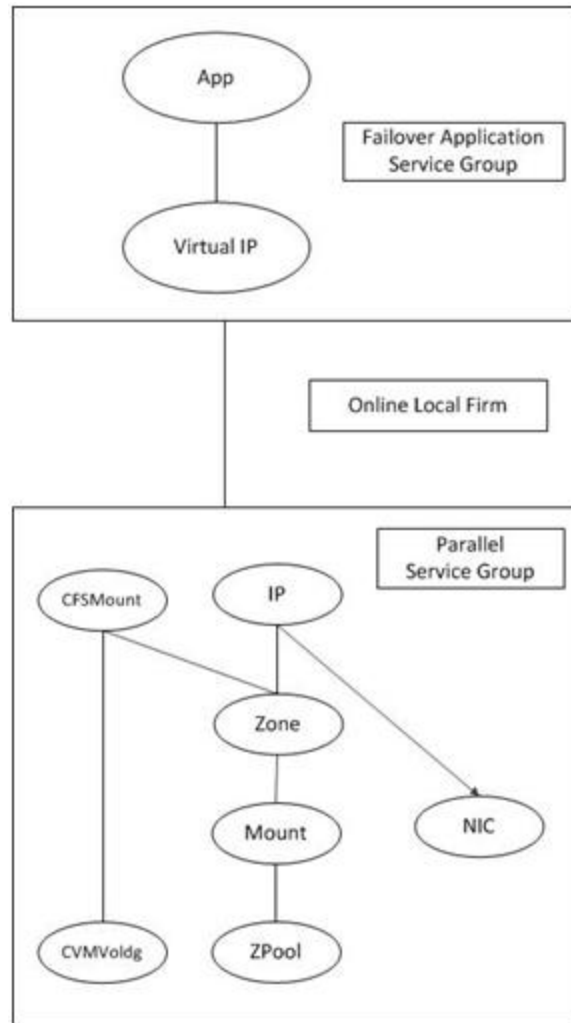 App
Failover Application
Service Group
Virtual IP
Online Local Firm
Parallel
Service Group
CFSMount
IP
Zone
Mount
NIC
CVMVoldg
ZPool